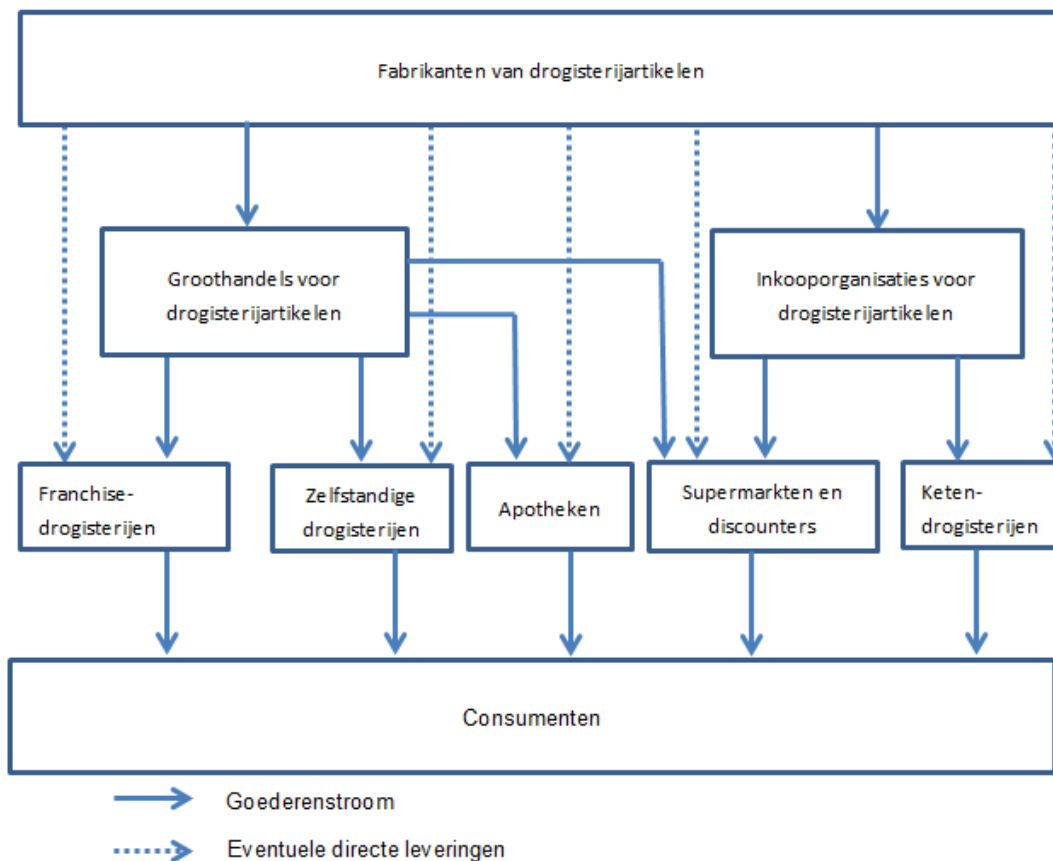 Fabrikanten van drogisterijartikelen
Groothandels voor
drogisterijartikelen
Inkooporganisaties voor
drogisterijartikelen
Franchise-
drogisterijen
Zelfstandige
drogisterijen
Apotheken
Supermarkten en
discounters
Keten-
drogisterijen
Consumenten
Goederenstroom
Eventuele directe leveringen